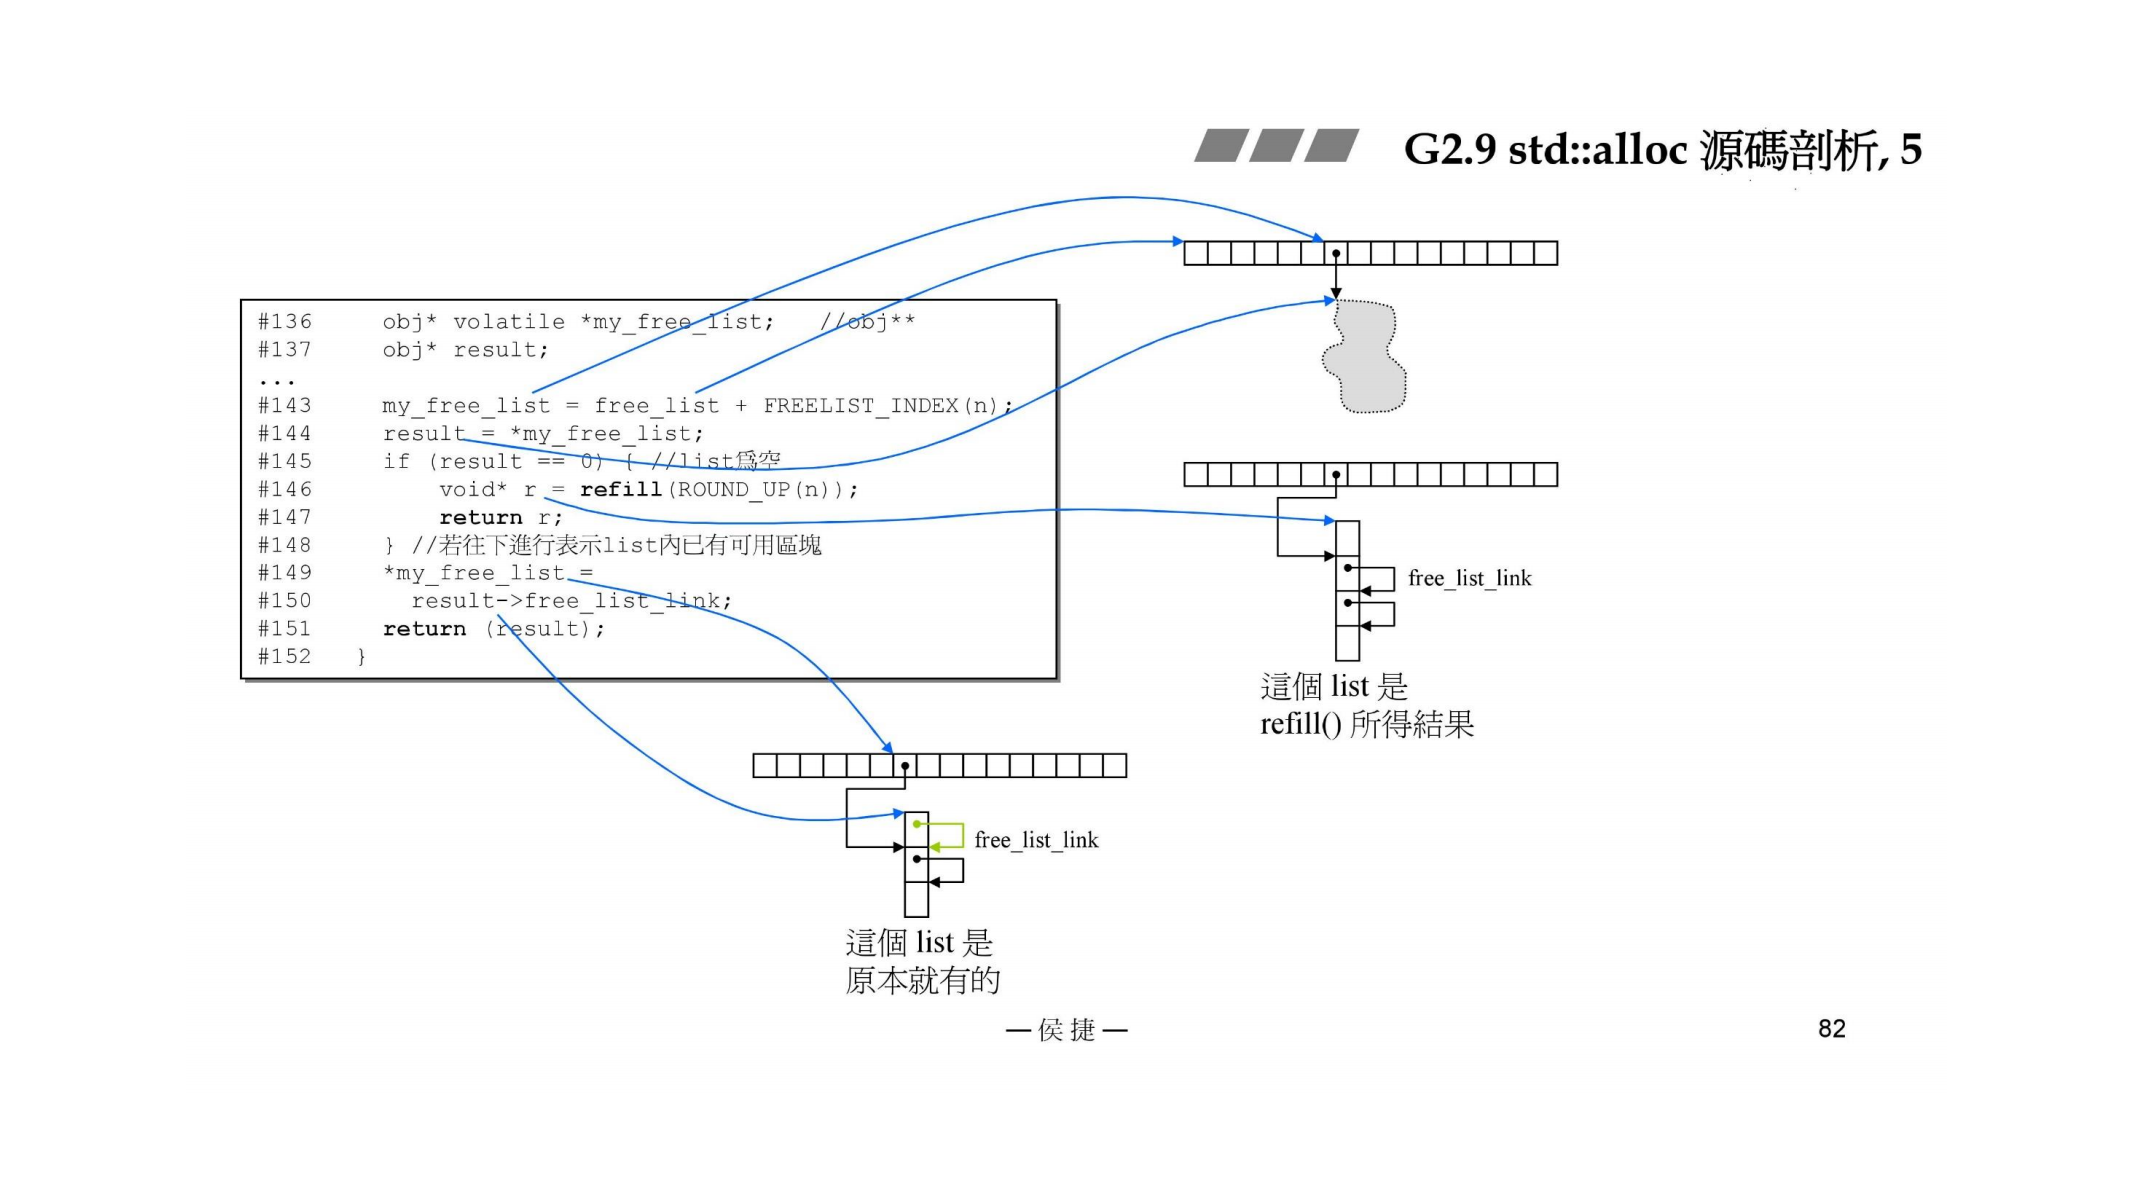 G2.9 std::alloc 源碼剖析, 5
#136 obj* volatile *my_free_list; //obj**
#137 obj* result;
...
#143 my_free_list = free_list + FREELIST_INDEX(n);
#144 result = *my_free_list;
#145 if (result == 0) { //list爲空
#146 void* r = refill(ROUND_UP(n));
#147 return r;
#148 } //若往下進行表示list內已有可用區塊
#149 *my_free_list =
#150 result->free_list_link;
#151 return (result);
#152 }
free_list_link
這個 list 是
refill() 所得結果
free_list_link
這個 list 是
原本就有的
— 侯捷 —
82